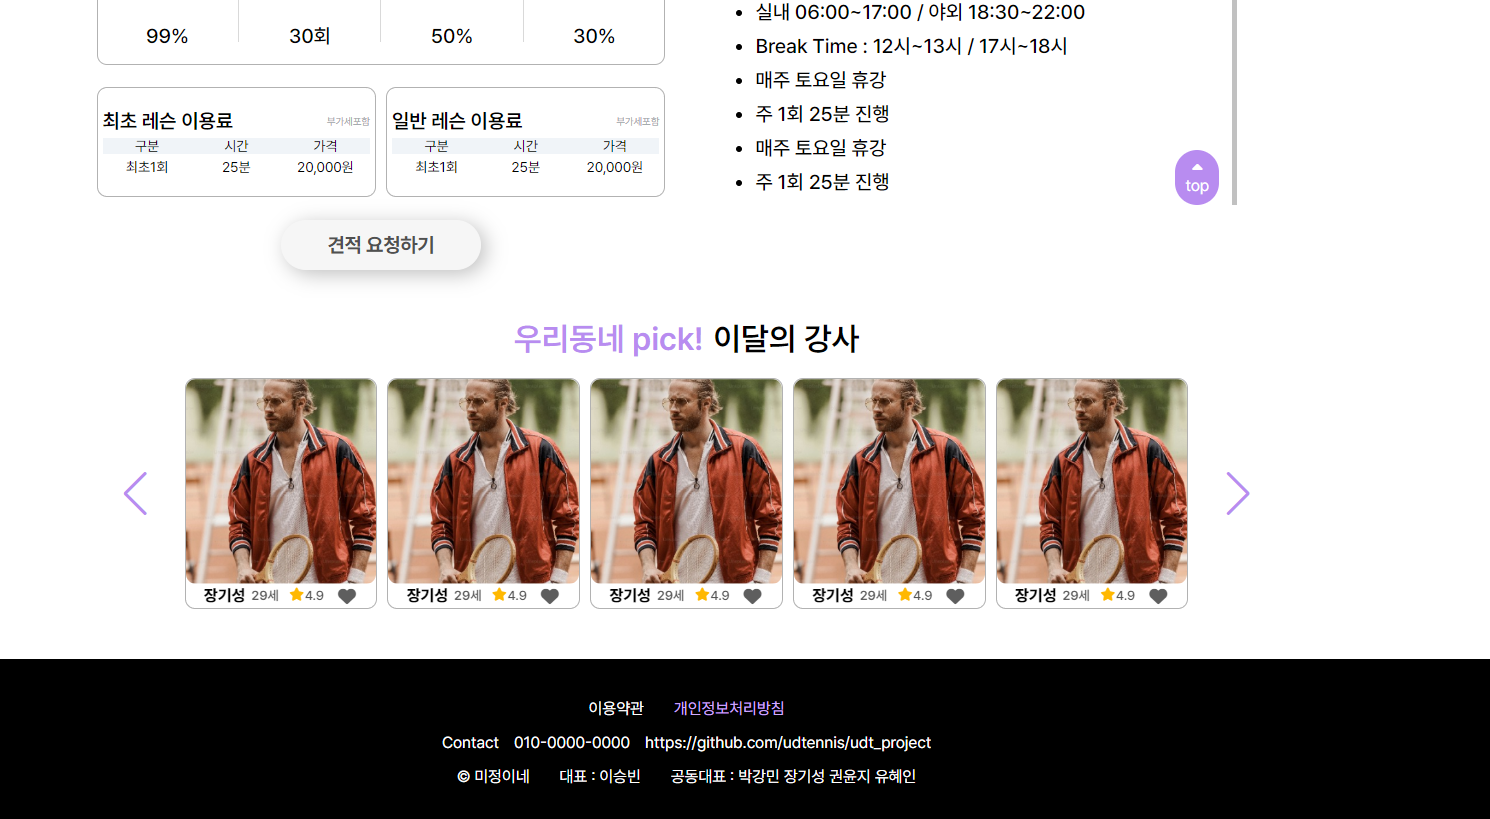 99% 30회 50% 30%
최초 레슨 이용료 부가세포함
구분 시간 가격
최초1회 25분 20,000원
일반 레슨 이용료 부가세포함
구분 시간 가격
최초1회 25분 20,000원
견적 요청하기
실내 06:00~17:00 / 야외 18:30~22:00
Break Time : 12시~13시 / 17시~18시
매주 토요일 휴강
주 1회 25분 진행
매주 토요일 휴강
주 1회 25분 진행
top
우리동네 pick! 이달의 강사
장기성 29세 4.9
장기성 29세 4.9
장기성 29세 4.9
장기성 29세 4.9
장기성 29세 4.9
이용약관 개인정보처리방침
Contact 010-0000-0000 https://github.com/udtennis/udt_project
© 미정이네 대표 : 이승빈 공동대표 : 박강민 장기성 권윤지 유혜인